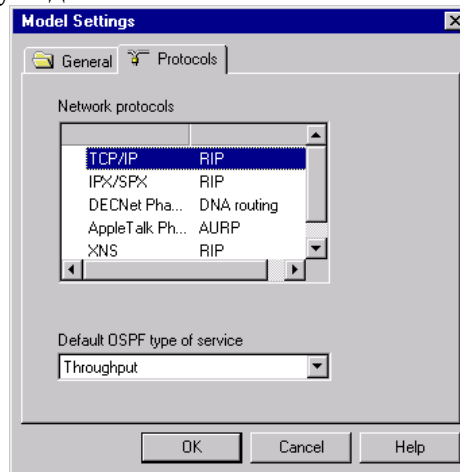 Model Settings
General Protocols
Network protocols
TCP/IP RIP
IPX/SPX RIP
DECNet Pha... DNA routing
AppleTalk Ph... AURP
XNS RIP
Default OSPF type of service
Throughput
OK Cancel Help